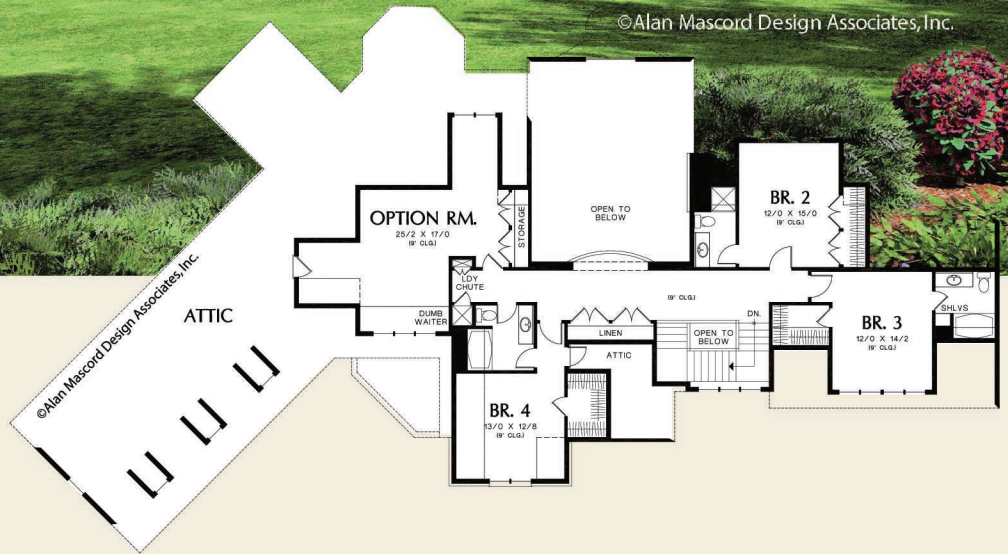 ©Alan Mascord Design Associates, Inc.
BR. 2
12/0 X 15/0
(9' CLG.)
OPEN TO
BELOW
OPTION RM.
25/2 X 17/0
(9' CLG.)
STORAGE
LDY
CHUTE
DUMB
WAITER
ATTIC
©Alan Mascord Design Associates, Inc.
(9' CLG.)
DN.
LINEN
OPEN TO
BELOW
ATTIC
BR. 3
12/0 X 14/2
(9' CLG.)
SHLVS
BR. 4
13/0 X 12/8
(9' CLG.)